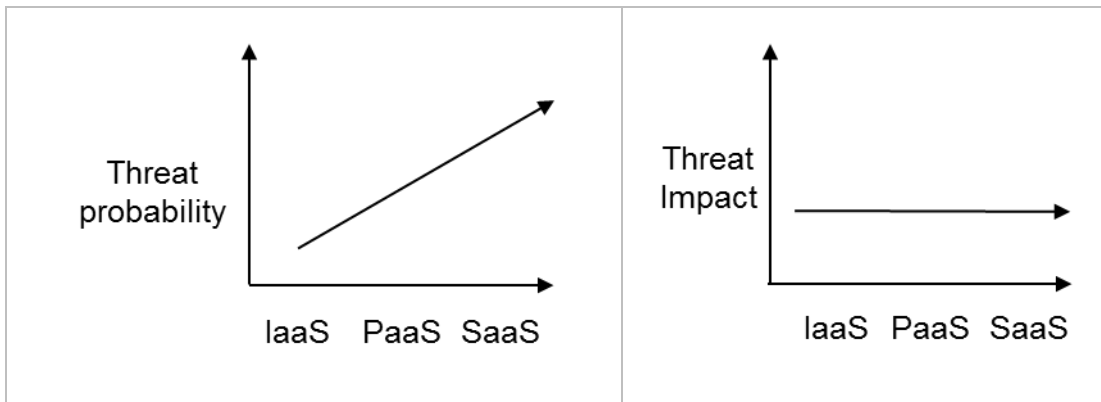 Threat
probability
IaaS PaaS SaaS
Threat
Impact
IaaS PaaS SaaS